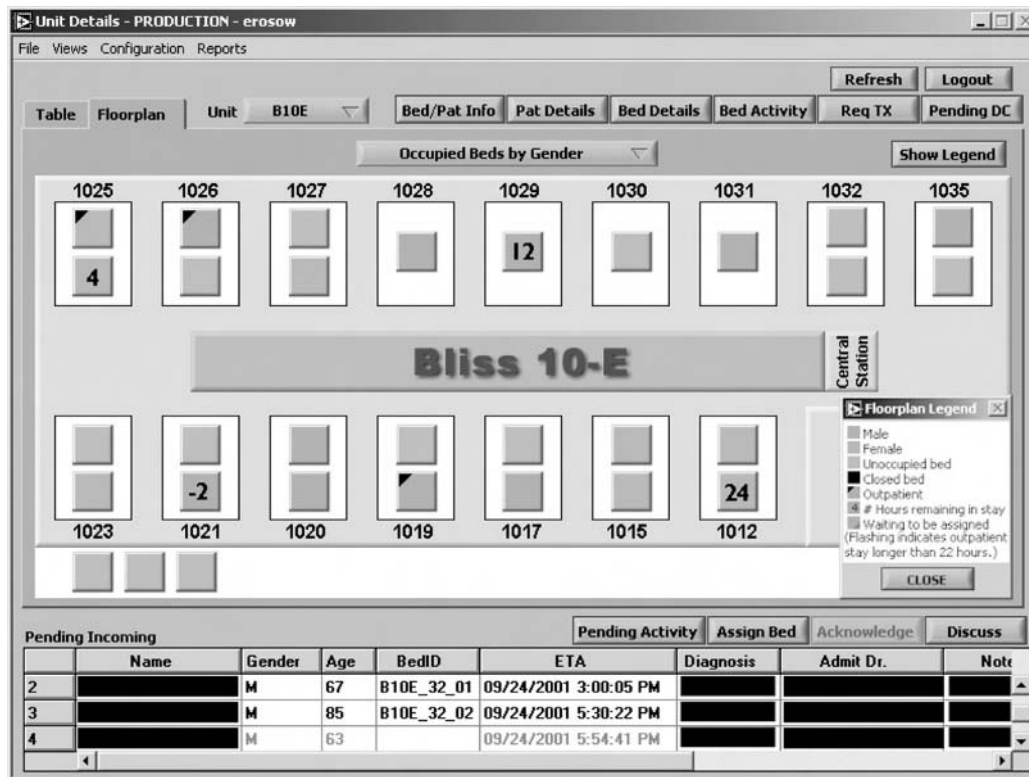 Unit Details - PRODUCTION - erosow
File Views Configuration Reports
Refresh Logout
Table Floorplan Unit B10E Bed/Pat Info Pat Details Bed Details Bed Activity Req TX Pending DC
Occupied Beds by Gender Show Legend
1025 1026 1027 1028 1029 1030 1031 1032 1035
12
4
Bliss 10-E
Central
Station
-2 24
1023 1021 1020 1019 1017 1015 1012
Floorplan Legend
Male
Female
Unoccupied bed
Closed bed
Outpatient
4 # Hours remaining in stay
Waiting to be assigned
(Flashing indicates outpatient
stay longer than 22 hours.)
CLOSE
Pending Incoming Pending Activity Assign Bed Acknowledge Discuss
Name Gender Age BedID ETA Diagnosis Admit Dr. Note
2 M 67 B10E_32_01 09/24/2001 3:00:05 PM
3 M 85 B10E_32_02 09/24/2001 5:30:22 PM
4 M 63 09/24/2001 5:54:41 PM